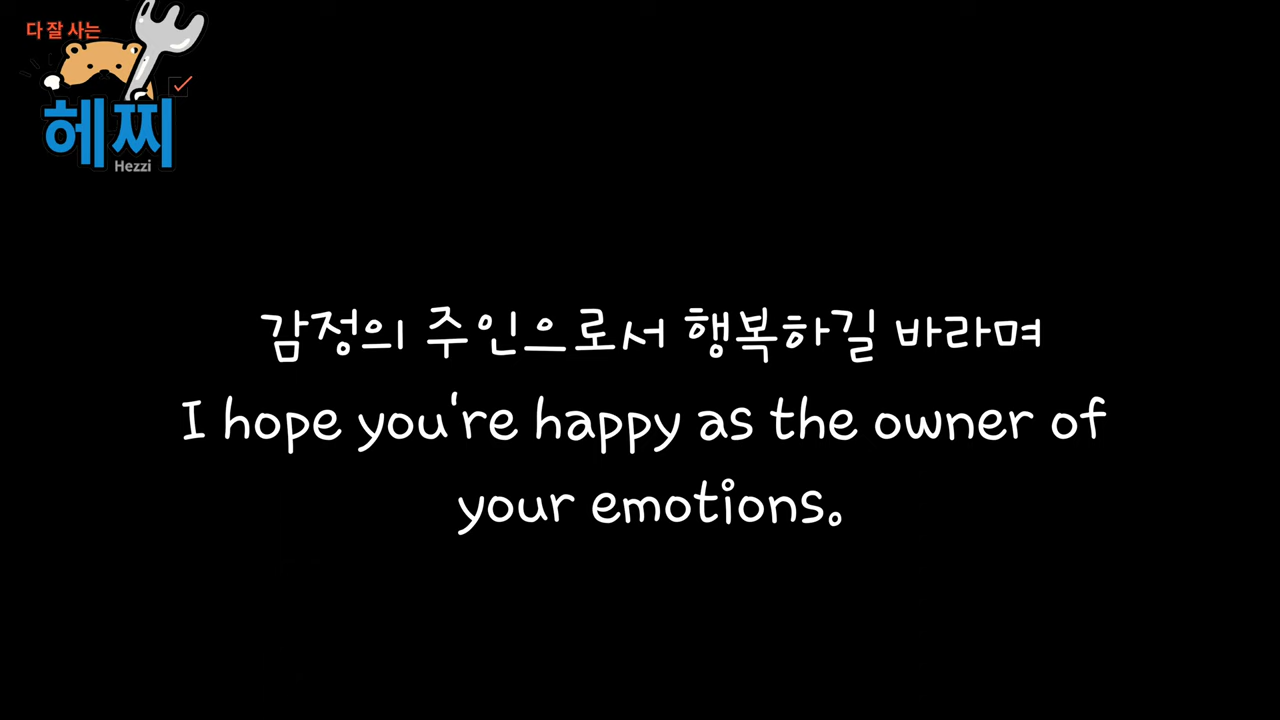 다 잘 사는
헤찌
Hezzi
감정의 주인으로서 행복하길 바라며
I hope you're happy as the owner of
your emotions.